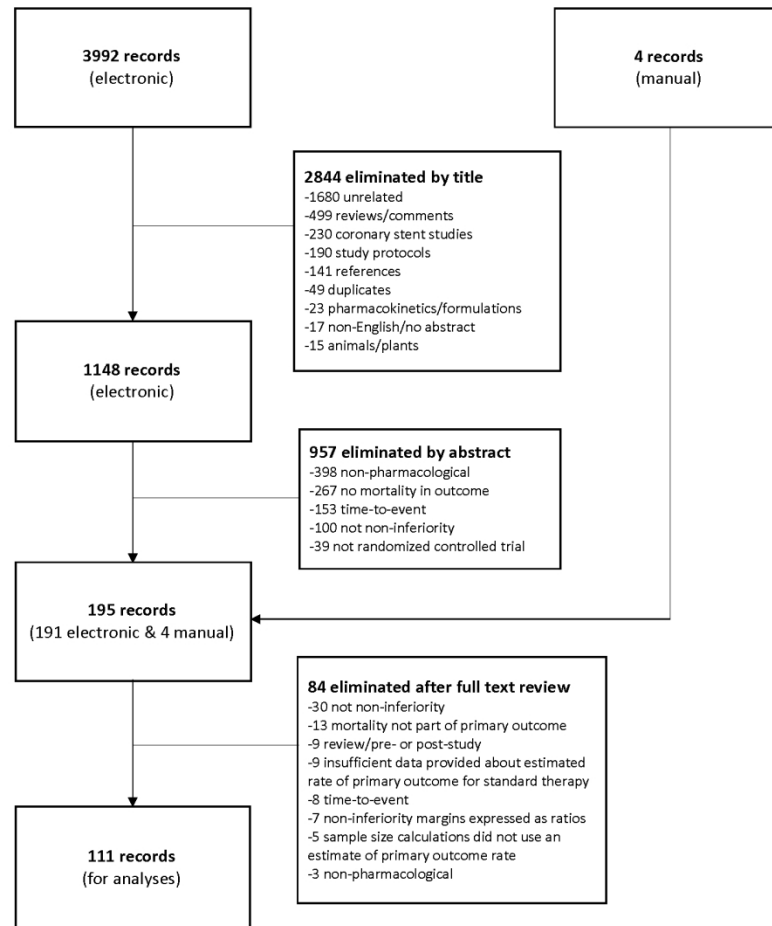 3992 records
(electronic)
4 records
(manual)
2844 eliminated by title
-1680 unrelated
-499 reviews/comments
-230 coronary stent studies
-190 study protocols
-141 references
-49 duplicates
-23 pharmacokinetics/formulations
-17 non-English/no abstract
-15 animals/plants
1148 records
(electronic)
957 eliminated by abstract
-398 non-pharmacological
-267 no mortality in outcome
-153 time-to-event
-100 not non-inferiority
-39 not randomized controlled trial
195 records
(191 electronic & 4 manual)
84 eliminated after full text review
-30 not non-inferiority
-13 mortality not part of primary outcome
-9 review/pre- or post-study
-9 insufficient data provided about estimated
rate of primary outcome for standard therapy
-8 time-to-event
-7 non-inferiority margins expressed as ratios
-5 sample size calculations did not use an
estimate of primary outcome rate
-3 non-pharmacological
111 records
(for analyses)